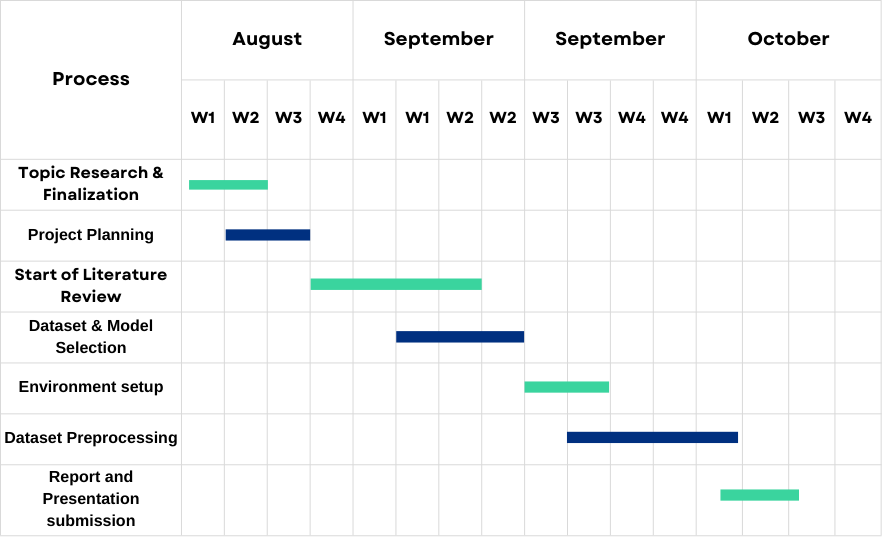 August September September October
Process
W1 W2 W3 W4 W1 W1 W2 W2 W3 W3 W4 W4 W1 W2 W3 W4
Topic Research &
Finalization
Project Planning
Start of Literature
Review
Dataset & Model
Selection
Environment setup
Dataset Preprocessing
Report and
Presentation
submission